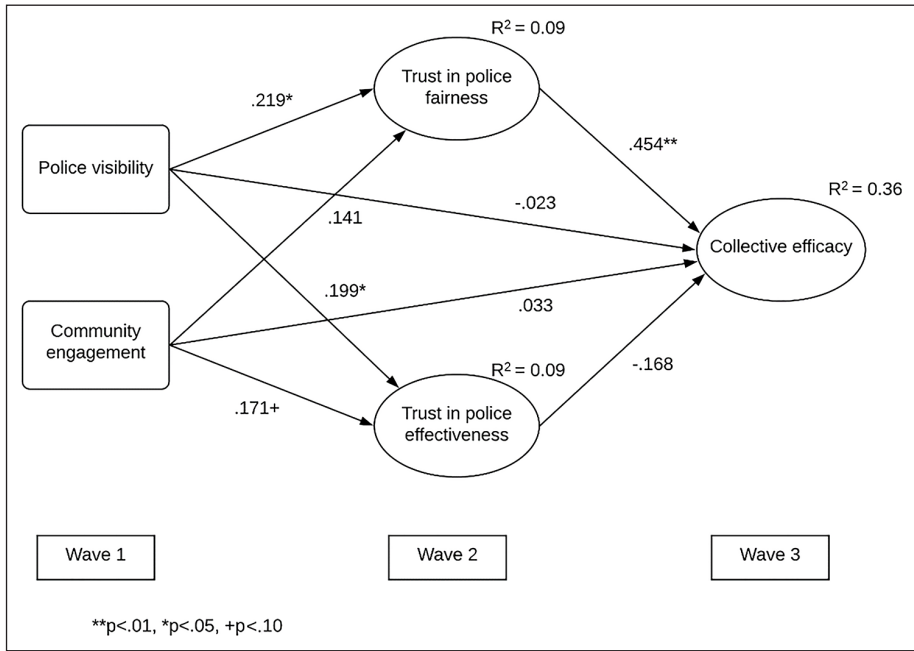 R² = 0.09
Trust in police
fairness
.219*
.454**
Police visibility
R² = 0.36
-.023
.141
Collective efficacy
.199*
.033
Community
engagement
R² = 0.09
-.168
.171+
Trust in police
effectiveness
Wave 1
Wave 2
Wave 3
**p<.01, *p<.05, +p<.10